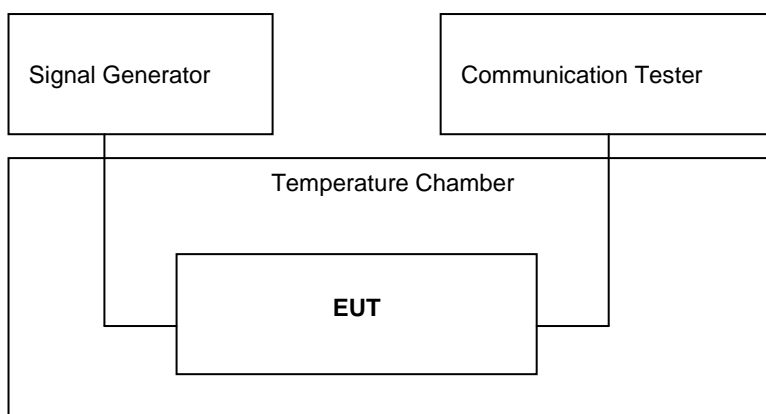 Signal Generator
Communication Tester
Temperature Chamber
EUT